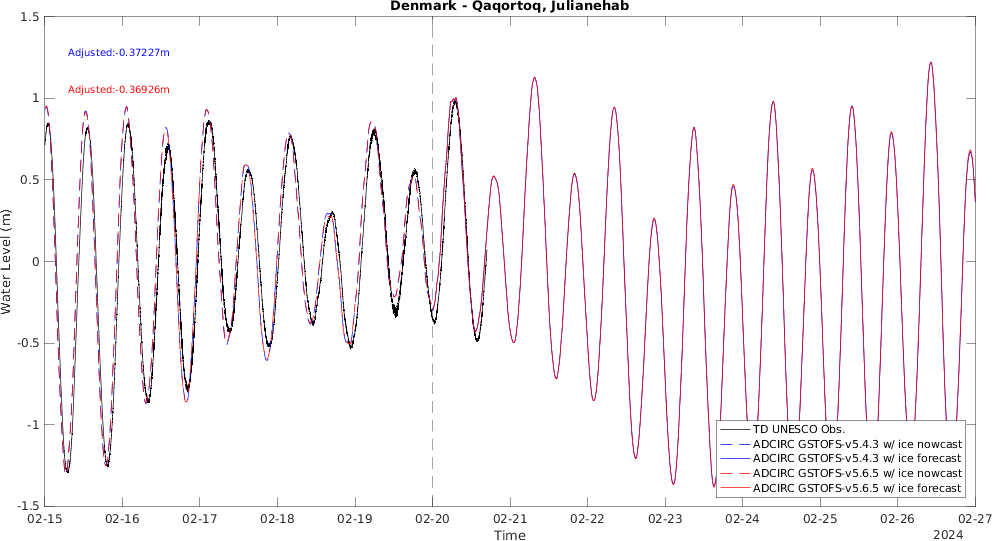 Denmark - Qaqortoq, Julianehab
Adjusted:-0.37227m
Adjusted:-0.36926m
Water Level (m)
1.5
1
0.5
0
-0.5
-1
-1.5
TD UNESCO Obs.
ADCIRC GSTOFS-v5.4.3 w/ ice nowcast
ADCIRC GSTOFS-v5.4.3 w/ ice forecast
ADCIRC GSTOFS-v5.6.5 w/ ice nowcast
ADCIRC GSTOFS-v5.6.5 w/ ice forecast
02-15 02-16 02-17 02-18 02-19 02-20 02-21 02-22 02-23 02-24 02-25 02-26 02-27
Time
2024